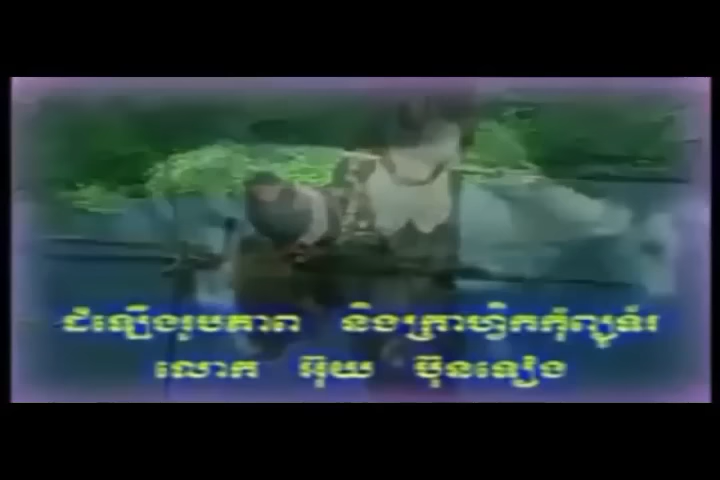 ដំឡើងរូបភាព និងក្រាហ្វិកកុំព្យូទ័រ
លោក អ៊ុយ ប៊ុនឡៀង